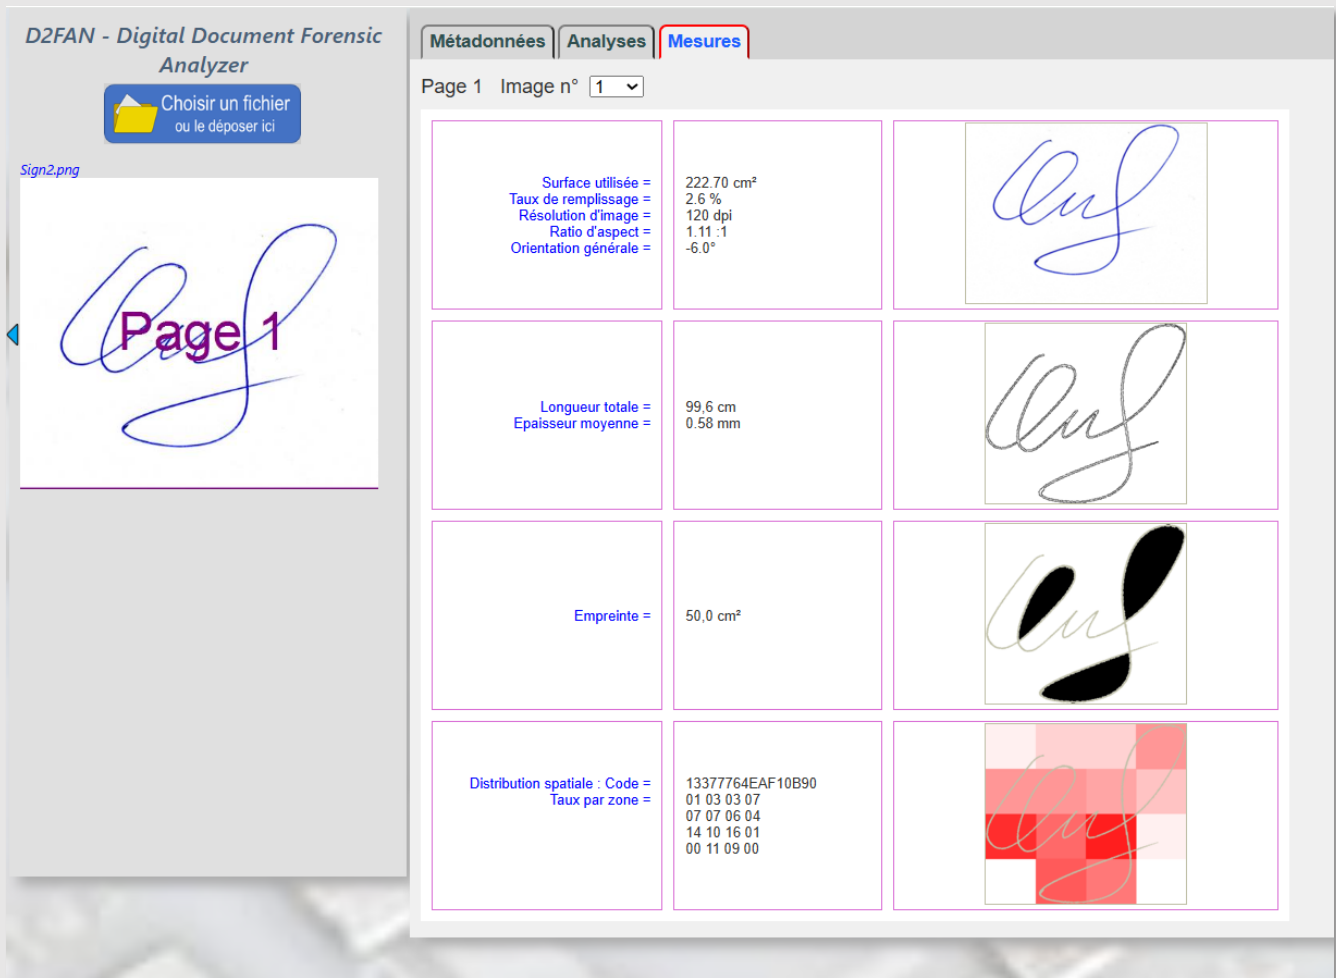 D2FAN - Digital Document Forensic
Analyzer
Choisir un fichier
ou le déposer ici
Sign2.png
Page 1
Métadonnées Analyses Mesures
Page 1 Image n° 1
Surface utilisée = 222.70 cm²
Taux de remplissage = 2.6 %
Résolution d'image = 120 dpi
Ratio d'aspect = 1.11 :1
Orientation générale = -6.0°
Longueur totale = 99,6 cm
Epaisseur moyenne = 0.58 mm
Empreinte = 50,0 cm²
Distribution spatiale : Code = 13377764EAF10B90
Taux par zone = 01 03 03 07
07 07 06 04
14 10 16 01
00 11 09 00